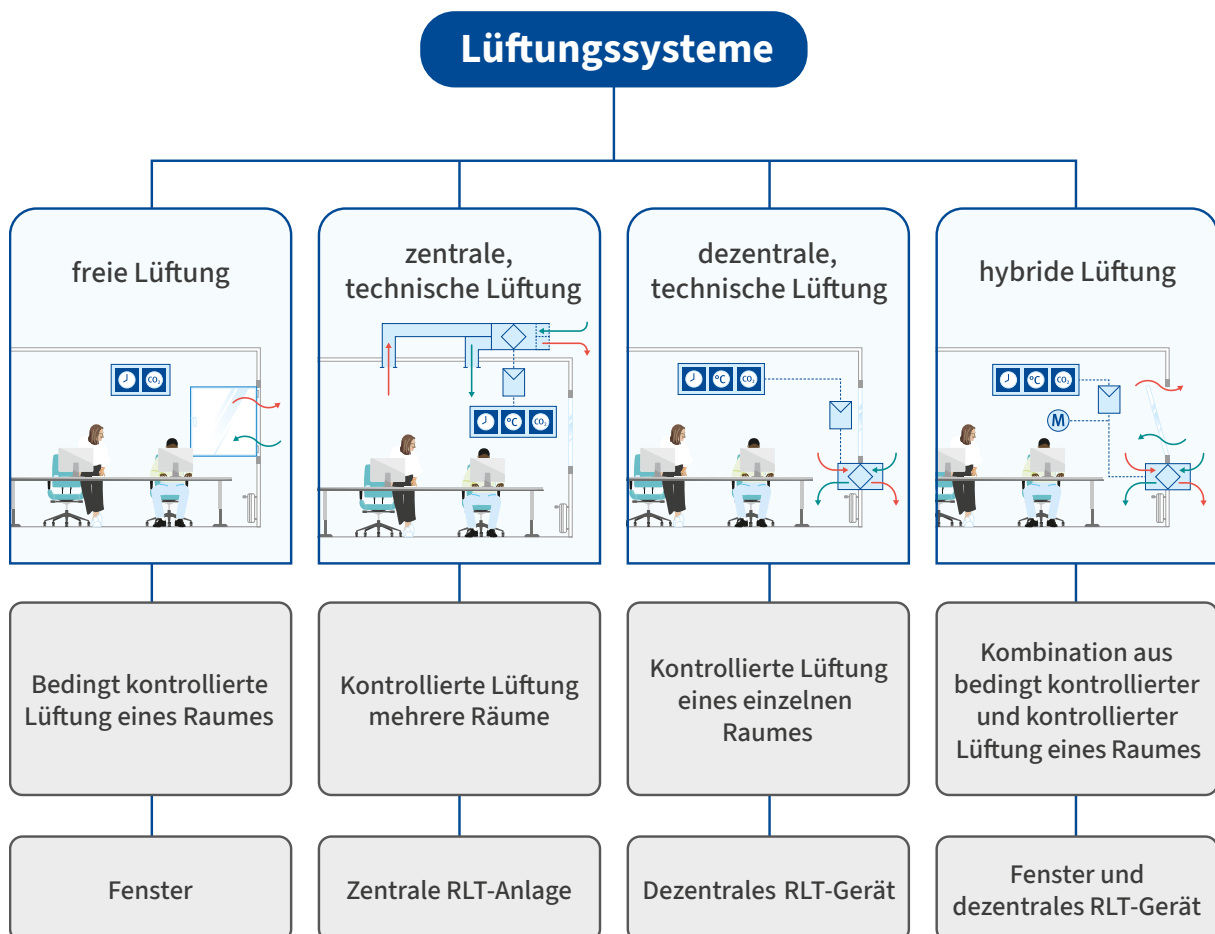 Lüftungssysteme
freie Lüftung
zentrale,
technische Lüftung
dezentrale,
technische Lüftung
hybride Lüftung
CO₂
°C
CO₂
°C
CO₂
°C
CO₂
M
Bedingt kontrollierte
Lüftung eines Raumes
Kontrollierte Lüftung
mehrere Räume
Kontrollierte Lüftung
eines einzelnen
Raumes
Kombination aus
bedingt kontrollierter
und kontrollierter
Lüftung eines Raumes
Fenster
Zentrale RLT-Anlage
Dezentrales RLT-Gerät
Fenster und
dezentrales RLT-Gerät